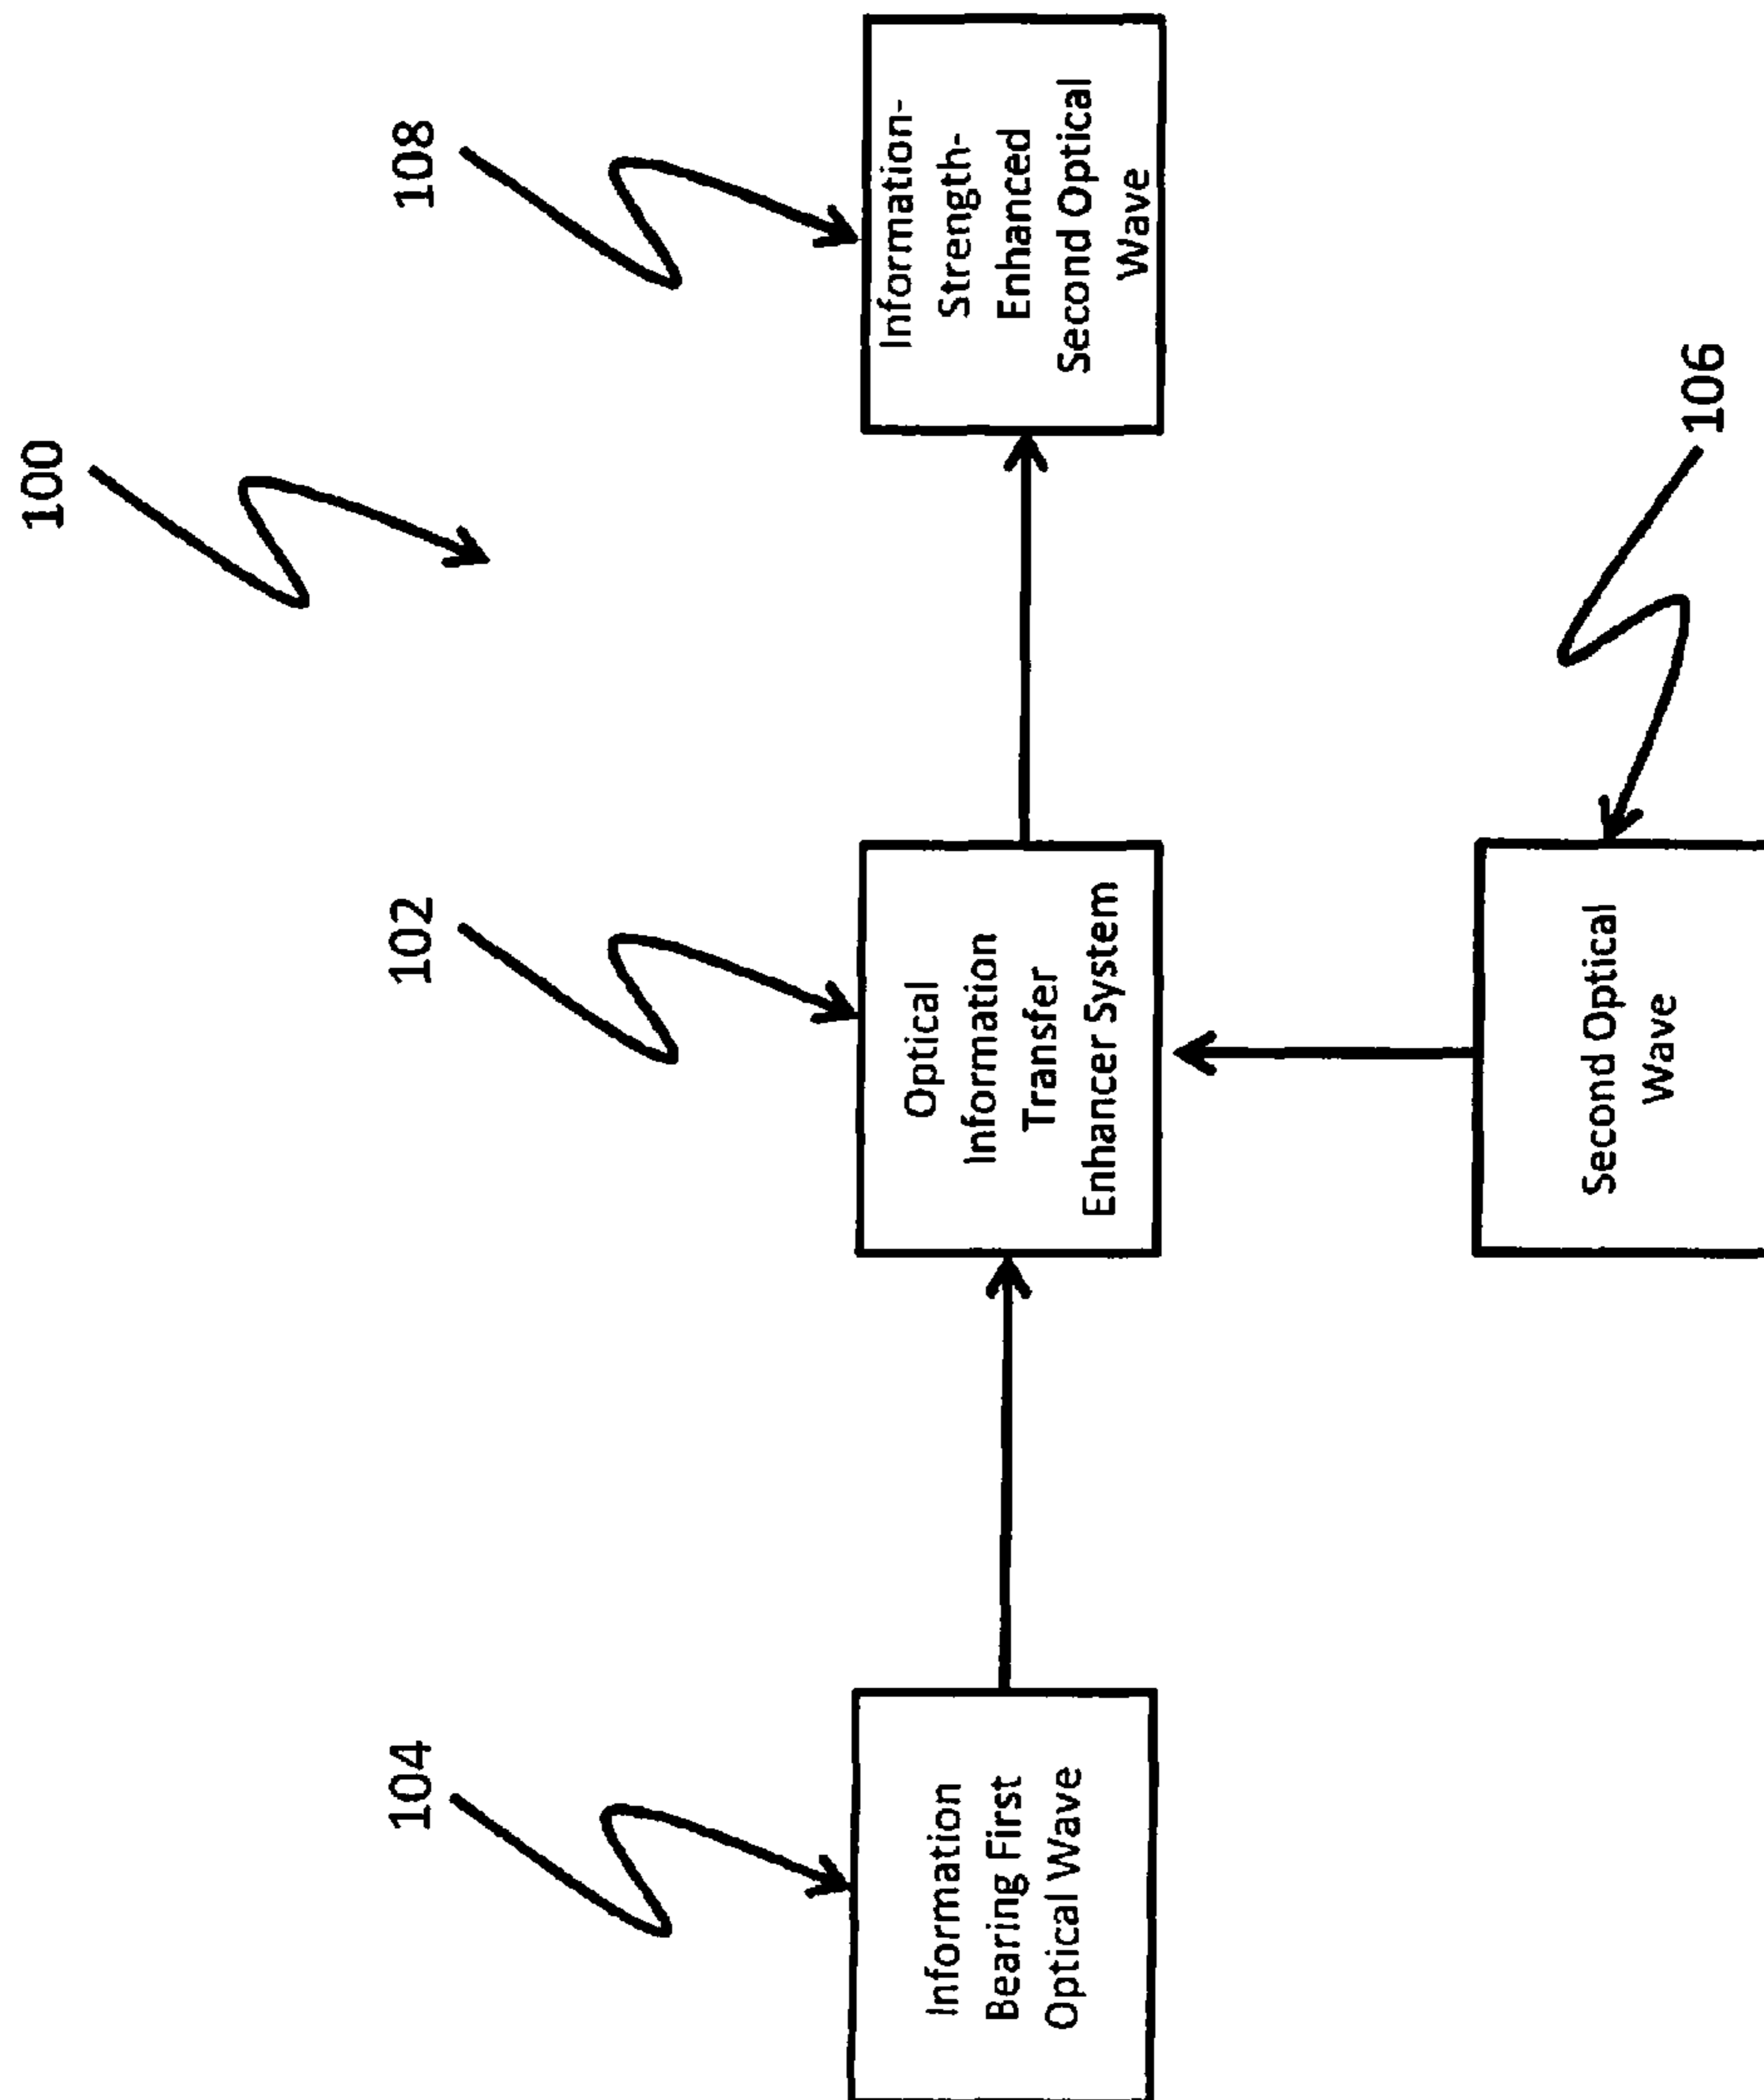 100
104
102
108
Information
Bearing First
Optical Wave
Optical
Information
Transfer
Enhancer System
Information-
Strength-
Enhanced
Second Optical
Wave
Second Optical
Wave
106